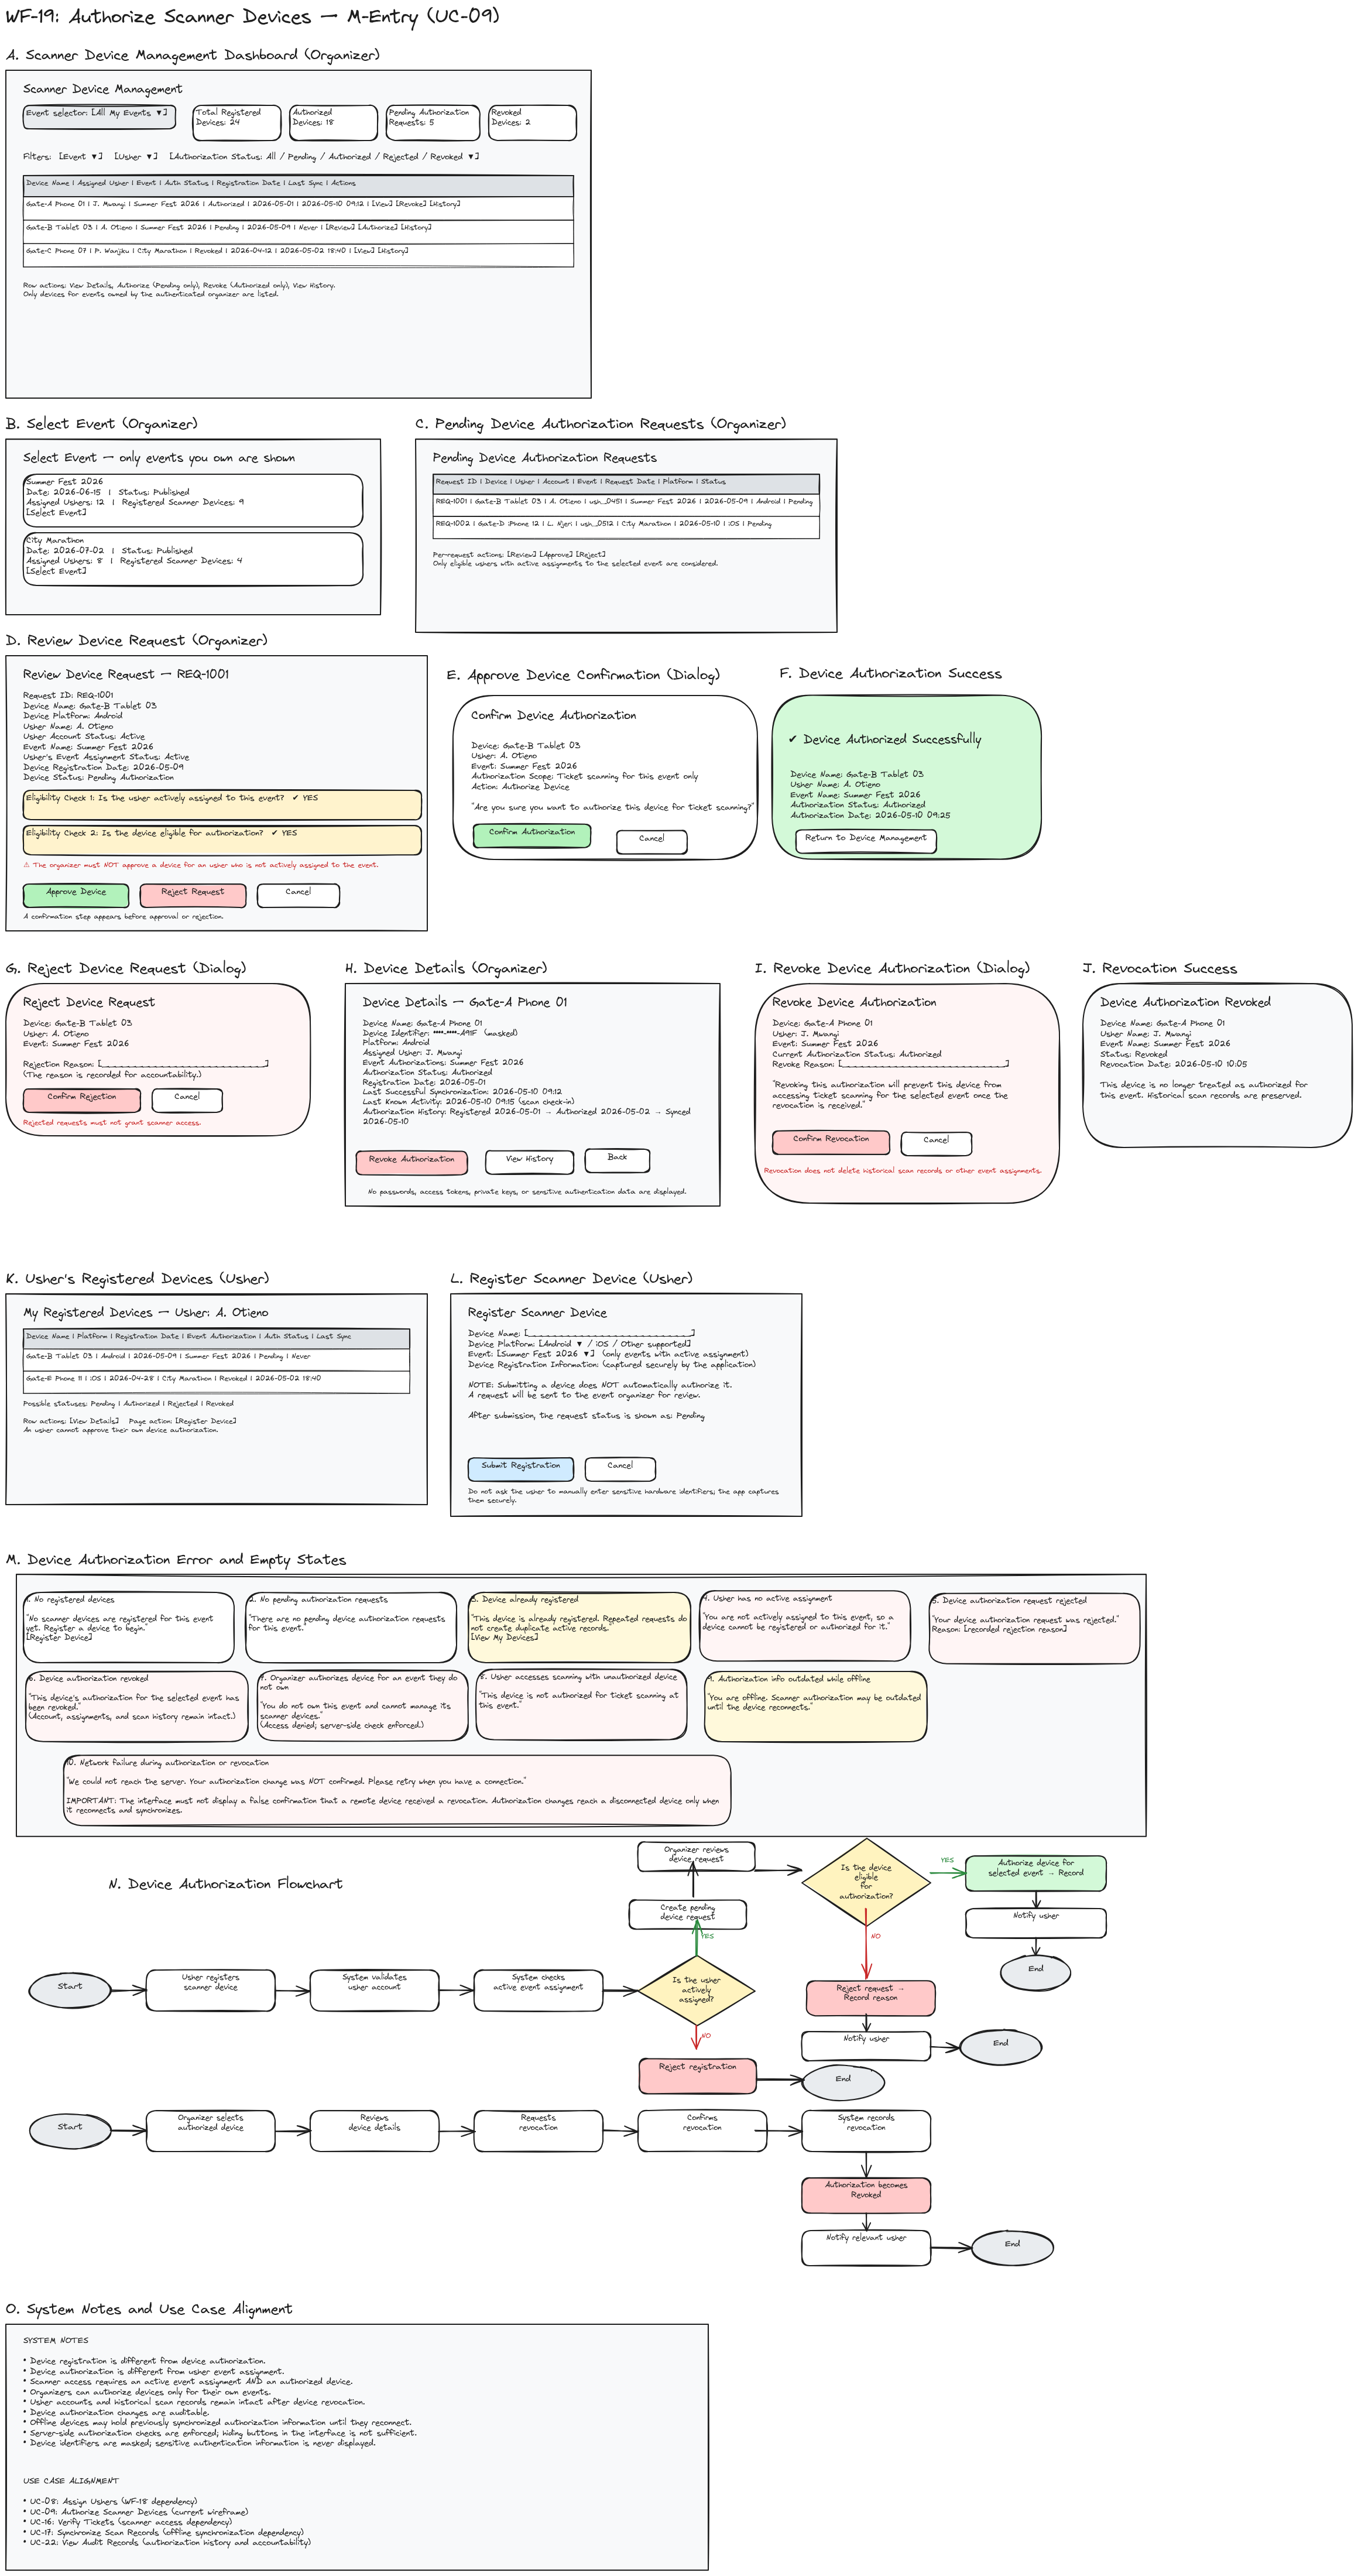 WF-19: Authorize Scanner Devices — M-Entry (UC-09)
A. Scanner Device Management Dashboard (Organizer)
Scanner Device Management
Event selector: [All My Events ▼]
Total Registered
Devices: 24
Authorized
Devices: 18
Pending Authorization
Requests: 5
Revoked
Devices: 2
Filters: [Event ▼] [Usher ▼] [Authorization Status: All / Pending / Authorized / Rejected / Revoked ▼]
Device Name | Assigned Usher | Event | Auth Status | Registration Date | Last Sync | Actions
Gate-A Phone 01 | J. Mwangi | Summer Fest 2026 | Authorized | 2026-05-01 | 2026-05-10 09:12 | [View] [Revoke] [History]
Gate-B Tablet 03 | A. Otieno | Summer Fest 2026 | Pending | 2026-05-09 | Never | [Review] [Authorize] [History]
Gate-C Phone 07 | P. Wanjiku | City Marathon | Revoked | 2026-04-12 | 2026-05-02 18:40 | [View] [History]
Row actions: View Details, Authorize (Pending only), Revoke (Authorized only), View History.
Only devices for events owned by the authenticated organizer are listed.
B. Select Event (Organizer)
Select Event — only events you own are shown
Summer Fest 2026
Date: 2026-06-15 | Status: Published
Assigned Ushers: 12 | Registered Scanner Devices: 9
[Select Event]
City Marathon
Date: 2026-07-02 | Status: Published
Assigned Ushers: 8 | Registered Scanner Devices: 4
[Select Event]
C. Pending Device Authorization Requests (Organizer)
Pending Device Authorization Requests
Request ID | Device | Usher | Account | Event | Request Date | Platform | Status
REQ-1001 | Gate-B Tablet 03 | A. Otieno | ush_0451 | Summer Fest 2026 | 2026-05-09 | Android | Pending
REQ-1002 | Gate-D iPhone 12 | L. Njeri | ush_0512 | City Marathon | 2026-05-10 | iOS | Pending
Per-request actions: [Review] [Approve] [Reject]
Only eligible ushers with active assignments to the selected event are considered.
D. Review Device Request (Organizer)
Review Device Request — REQ-1001
Request ID: REQ-1001
Device Name: Gate-B Tablet 03
Device Platform: Android
Usher Name: A. Otieno
Usher Account Status: Active
Event Name: Summer Fest 2026
Usher's Event Assignment Status: Active
Device Registration Date: 2026-05-09
Device Status: Pending Authorization
Eligibility Check 1: Is the usher actively assigned to this event? ✔ YES
Eligibility Check 2: Is the device eligible for authorization? ✔ YES
⚠ The organizer must NOT approve a device for an usher who is not actively assigned to the event.
Approve Device
Reject Request
Cancel
A confirmation step appears before approval or rejection.
E. Approve Device Confirmation (Dialog)
Confirm Device Authorization
Device: Gate-B Tablet 03
Usher: A. Otieno
Event: Summer Fest 2026
Authorization Scope: Ticket scanning for this event only
Action: Authorize Device
"Are you sure you want to authorize this device for ticket scanning?"
Confirm Authorization
Cancel
F. Device Authorization Success
✔ Device Authorized Successfully
Device Name: Gate-B Tablet 03
Usher Name: A. Otieno
Event Name: Summer Fest 2026
Authorization Status: Authorized
Authorization Date: 2026-05-10 09:25
Return to Device Management
G. Reject Device Request (Dialog)
Reject Device Request
Device: Gate-B Tablet 03
Usher: A. Otieno
Event: Summer Fest 2026
Rejection Reason: [______________________________]
(The reason is recorded for accountability.)
Confirm Rejection
Cancel
Rejected requests must not grant scanner access.
H. Device Details (Organizer)
Device Details — Gate-A Phone 01
Device Name: Gate-A Phone 01
Device Identifier: ••••-••••-A91F (masked)
Platform: Android
Assigned Usher: J. Mwangi
Event Authorizations: Summer Fest 2026
Authorization Status: Authorized
Registration Date: 2026-05-01
Last Successful Synchronization: 2026-05-10 09:12
Last Known Activity: 2026-05-10 09:15 (scan check-in)
Authorization History: Registered 2026-05-01 → Authorized 2026-05-02 → Synced
2026-05-10
Revoke Authorization
View History
Back
No passwords, access tokens, private keys, or sensitive authentication data are displayed.
I. Revoke Device Authorization (Dialog)
Revoke Device Authorization
Device: Gate-A Phone 01
Usher: J. Mwangi
Event: Summer Fest 2026
Current Authorization Status: Authorized
Revoke Reason: [______________________________]
"Revoking this authorization will prevent this device from
accessing ticket scanning for the selected event once the
revocation is received."
Confirm Revocation
Cancel
Revocation does not delete historical scan records or other event assignments.
J. Revocation Success
Device Authorization Revoked
Device Name: Gate-A Phone 01
Usher Name: J. Mwangi
Event Name: Summer Fest 2026
Status: Revoked
Revocation Date: 2026-05-10 10:05
This device is no longer treated as authorized for
this event. Historical scan records are preserved.
K. Usher's Registered Devices (Usher)
My Registered Devices — Usher: A. Otieno
Device Name | Platform | Registration Date | Event Authorization | Auth Status | Last Sync
Gate-B Tablet 03 | Android | 2026-05-09 | Summer Fest 2026 | Pending | Never
Gate-E Phone 11 | iOS | 2026-04-28 | City Marathon | Revoked | 2026-05-02 18:40
Possible statuses: Pending | Authorized | Rejected | Revoked
Row actions: [View Details] Page action: [Register Device]
An usher cannot approve their own device authorization.
L. Register Scanner Device (Usher)
Register Scanner Device
Device Name: [______________________________]
Device Platform: [Android ▼ / iOS / Other supported]
Event: [Summer Fest 2026 ▼] (only events with active assignment)
Device Registration Information: (captured securely by the application)
NOTE: Submitting a device does NOT automatically authorize it.
A request will be sent to the event organizer for review.
After submission, the request status is shown as: Pending
Submit Registration
Cancel
Do not ask the usher to manually enter sensitive hardware identifiers; the app captures
them securely.
M. Device Authorization Error and Empty States
1. No registered devices
"No scanner devices are registered for this event
yet. Register a device to begin."
[Register Device]
2. No pending authorization requests
"There are no pending device authorization requests
for this event."
3. Device already registered
"This device is already registered. Repeated requests do
not create duplicate active records."
[View My Devices]
4. Usher has no active assignment
"You are not actively assigned to this event, so a
device cannot be registered or authorized for it."
5. Device authorization request rejected
"Your device authorization request was rejected."
Reason: [recorded rejection reason]
6. Device authorization revoked
"This device's authorization for the selected event has
been revoked."
(Account, assignments, and scan history remain intact.)
7. Organizer authorizes device for an event they do
not own
"You do not own this event and cannot manage its
scanner devices."
(Access denied; server-side check enforced.)
8. Usher accesses scanning with unauthorized device
"This device is not authorized for ticket scanning at
this event."
9. Authorization info outdated while offline
"You are offline. Scanner authorization may be outdated
until the device reconnects."
10. Network failure during authorization or revocation
"We could not reach the server. Your authorization change was NOT confirmed. Please retry when you have a connection."
IMPORTANT: The interface must not display a false confirmation that a remote device received a revocation. Authorization changes reach a disconnected device only when
it reconnects and synchronizes.
N. Device Authorization Flowchart
Organizer reviews
device request
Is the device
eligible
for
authorization?
YES
Authorize device for
selected event → Record
Create pending
device request
Notify usher
YES
NO
End
Start
Usher registers
scanner device
System validates
usher account
System checks
active event assignment
Is the usher
actively
assigned?
Reject request →
Record reason
NO
Notify usher
End
Reject registration
End
Start
Organizer selects
authorized device
Reviews
device details
Requests
revocation
Confirms
revocation
System records
revocation
Authorization becomes
Revoked
Notify relevant usher
End
O. System Notes and Use Case Alignment
SYSTEM NOTES
• Device registration is different from device authorization.
• Device authorization is different from usher event assignment.
• Scanner access requires an active event assignment AND an authorized device.
• Organizers can authorize devices only for their own events.
• Usher accounts and historical scan records remain intact after device revocation.
• Device authorization changes are auditable.
• Offline devices may hold previously synchronized authorization information until they reconnect.
• Server-side authorization checks are enforced; hiding buttons in the interface is not sufficient.
• Device identifiers are masked; sensitive authentication information is never displayed.
USE CASE ALIGNMENT
• UC-08: Assign Ushers (WF-18 dependency)
• UC-09: Authorize Scanner Devices (current wireframe)
• UC-16: Verify Tickets (scanner access dependency)
• UC-17: Synchronize Scan Records (offline synchronization dependency)
• UC-22: View Audit Records (authorization history and accountability)